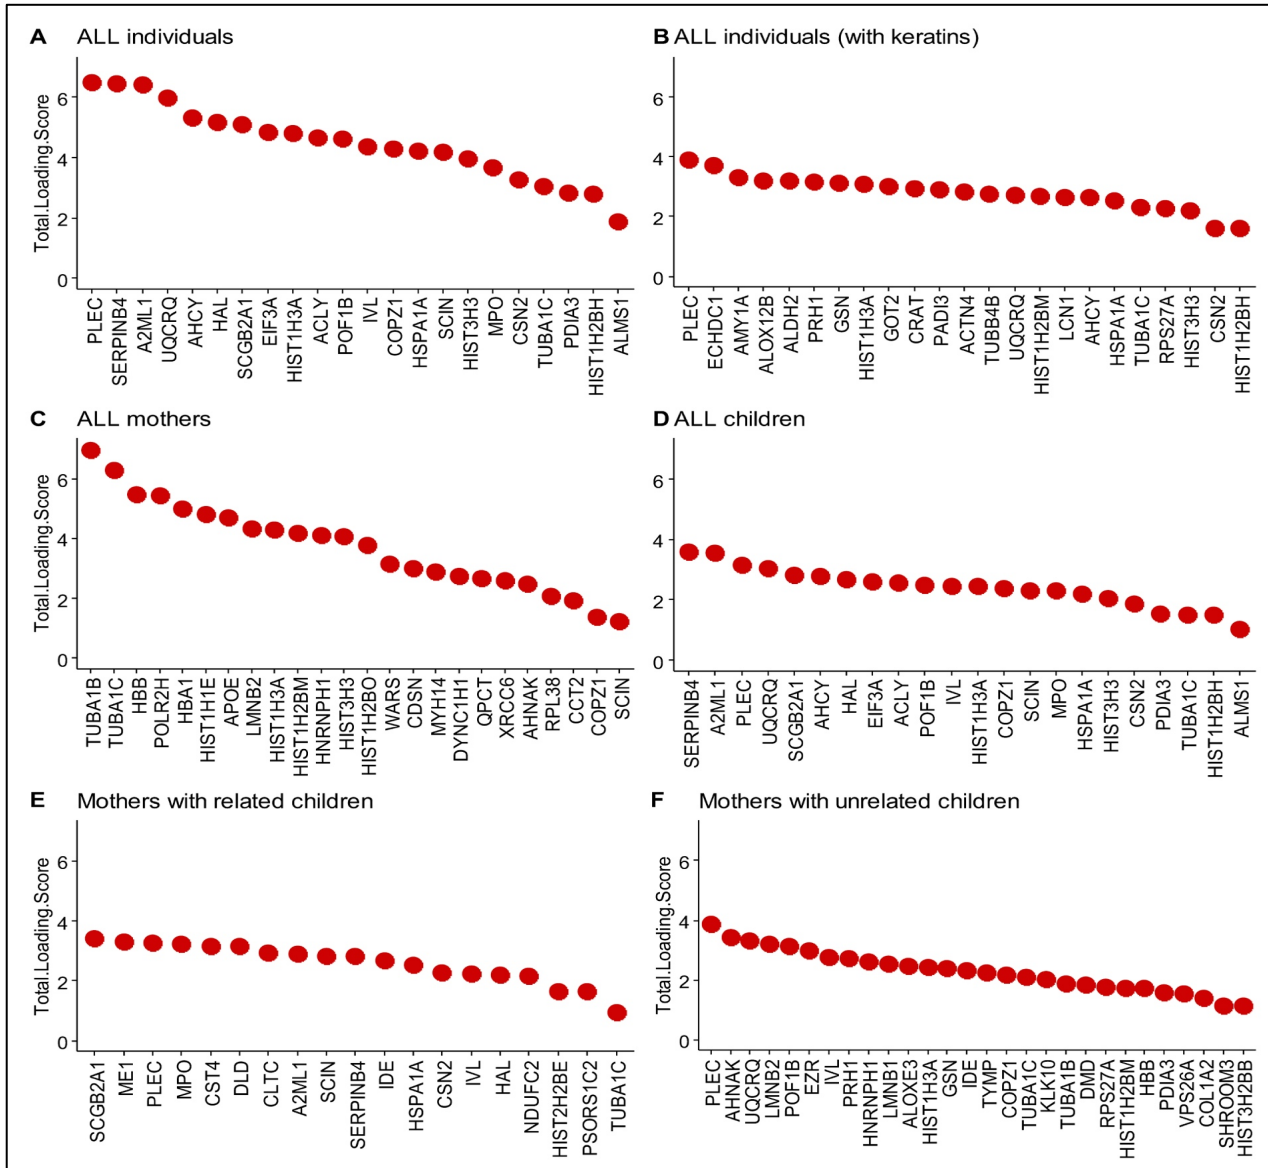 A ALL individuals
Total.Loading.Score
6
4
2
0
PLEC
SERPINB4
A2ML1
UQCRQ
AHCY
HAL
SCGB2A1
EIF3A
HIST1H3A
ACLY
POF1B
IVL
COPZ1
HSPA1A
SCIN
HIST3H3
MPO
CSN2
TUBA1C
PDIA3
HIST1H2BH
ALMS1
B ALL individuals (with keratins)
6
4
2
0
PLEC
ECHDC1
AMY1A
ALOX12B
ALDH2
PRH1
GSN
HIST1H3A
GOT2
CRAT
PADI3
ACTN4
TUBB4B
UQCRQ
HIST1H2BM
LCN1
AHCY
HSPA1A
TUBA1C
RPS27A
HIST3H3
CSN2
HIST1H2BH
C ALL mothers
Total.Loading.Score
6
4
2
0
TUBA1B
TUBA1C
HBB
POLR2H
HBA1
HIST1H1E
APOE
LMNB2
HIST1H3A
HIST1H2BM
HNRNPH1
HIST3H3
HIST1H2BO
WARS
CDSN
MYH14
DYNC1H1
QPCT
XRCC6
AHNAK
RPL38
CCT2
COPZ1
SCIN
D ALL children
6
4
2
0
SERPINB4
A2ML1
PLEC
UQCRQ
SCGB2A1
AHCY
HAL
EIF3A
ACLY
POF1B
IVL
HIST1H3A
COPZ1
SCIN
MPO
HSPA1A
HIST3H3
CSN2
PDIA3
TUBA1C
HIST1H2BH
ALMS1
E Mothers with related children
Total.Loading.Score
6
4
2
0
SCGB2A1
ME1
PLEC
MPO
CST4
DLD
CLTC
A2ML1
SCIN
SERPINB4
IDE
HSPA1A
CSN2
IVL
HAL
NDUFC2
HIST2H2BE
PSORS1C2
TUBA1C
F Mothers with unrelated children
Total.Loading.Score
6
4
2
0
PLEC
AHNAK
UQCRQ
LMNB2
POF1B
EZR
IVL
PRH1
HNRNPH1
LMNB1
ALOXE3
HIST1H3A
GSN
IDE
TYMP
COPZ1
TUBA1C
KLK10
TUBA1B
DMD
RPS27A
HIST1H2BM
HBB
PDIA3
VPS26A
COL1A2
SHROOM3
HIST3H2BB